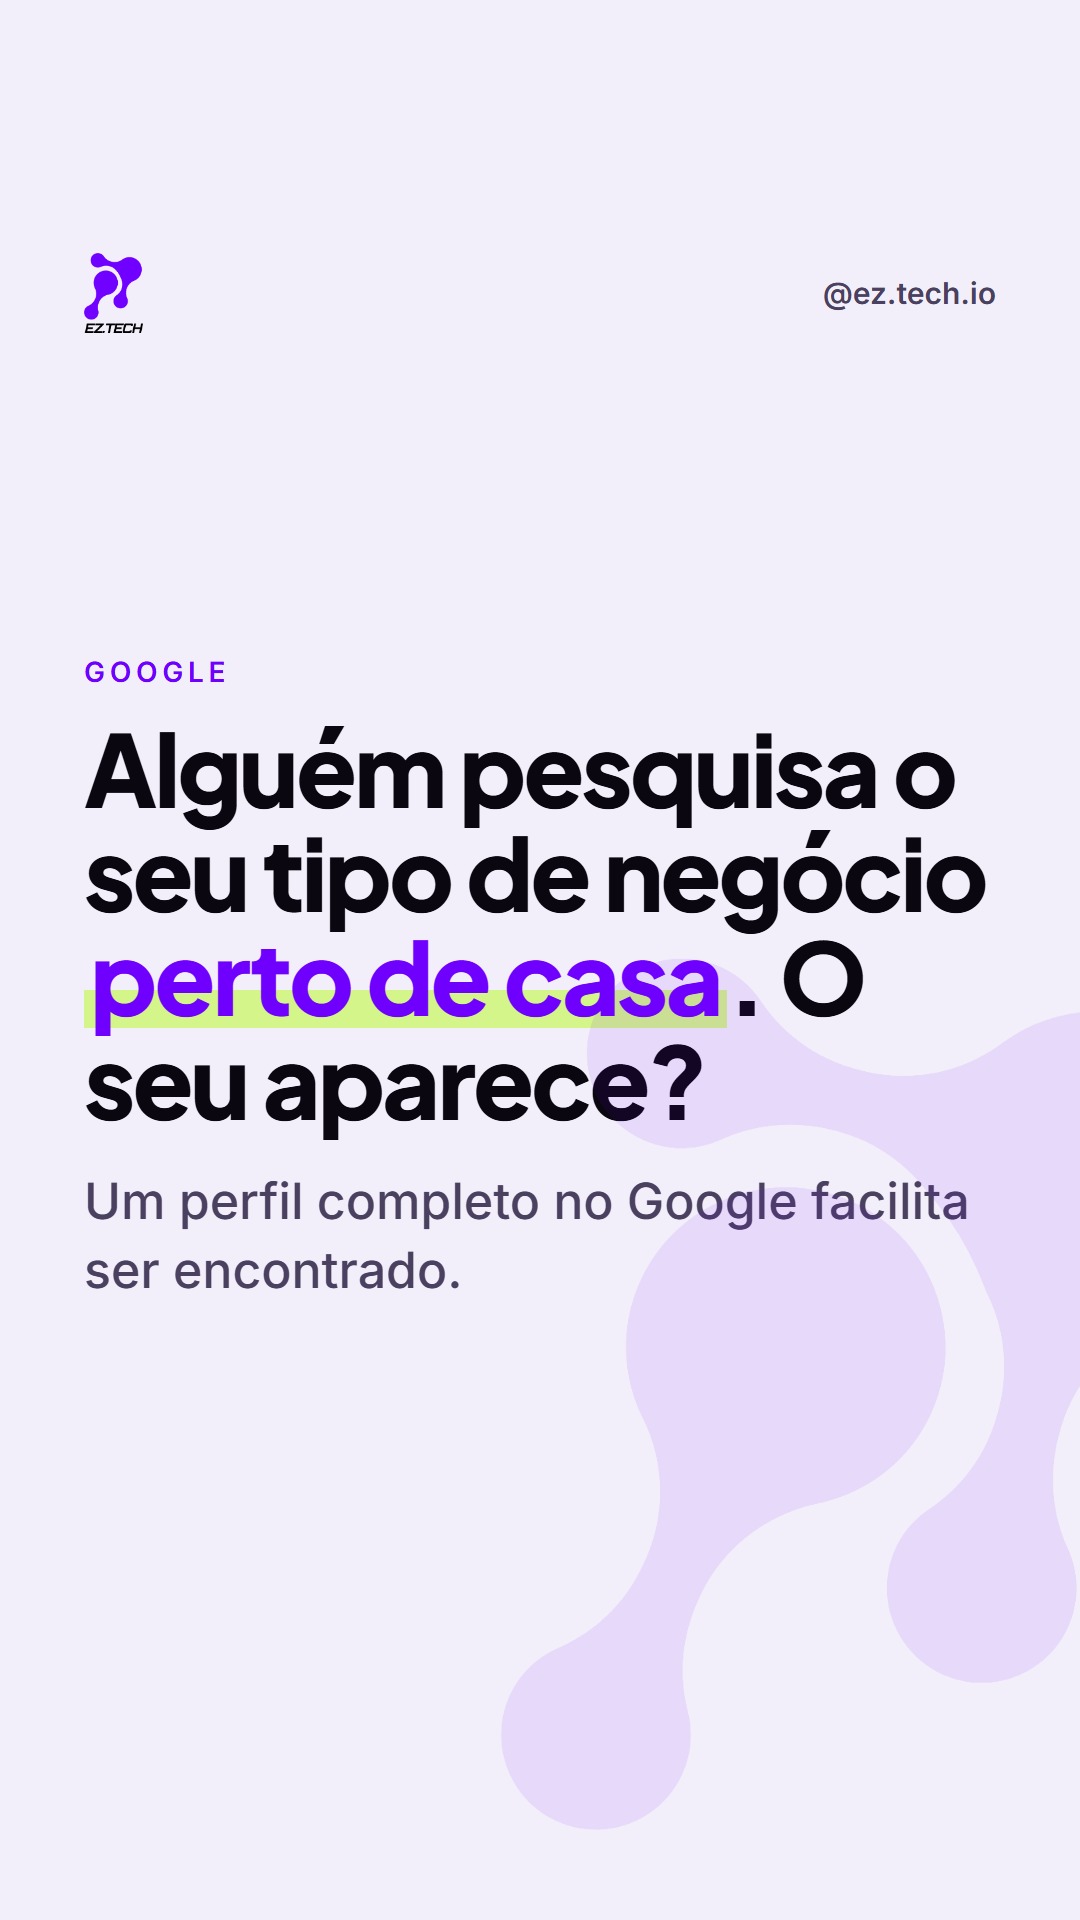 EZ.TECH
@ez.tech.io
GOOGLE
Alguém pesquisa o
seu tipo de negócio
perto de casa. O
seu aparece?
Um perfil completo no Google facilita
ser encontrado.